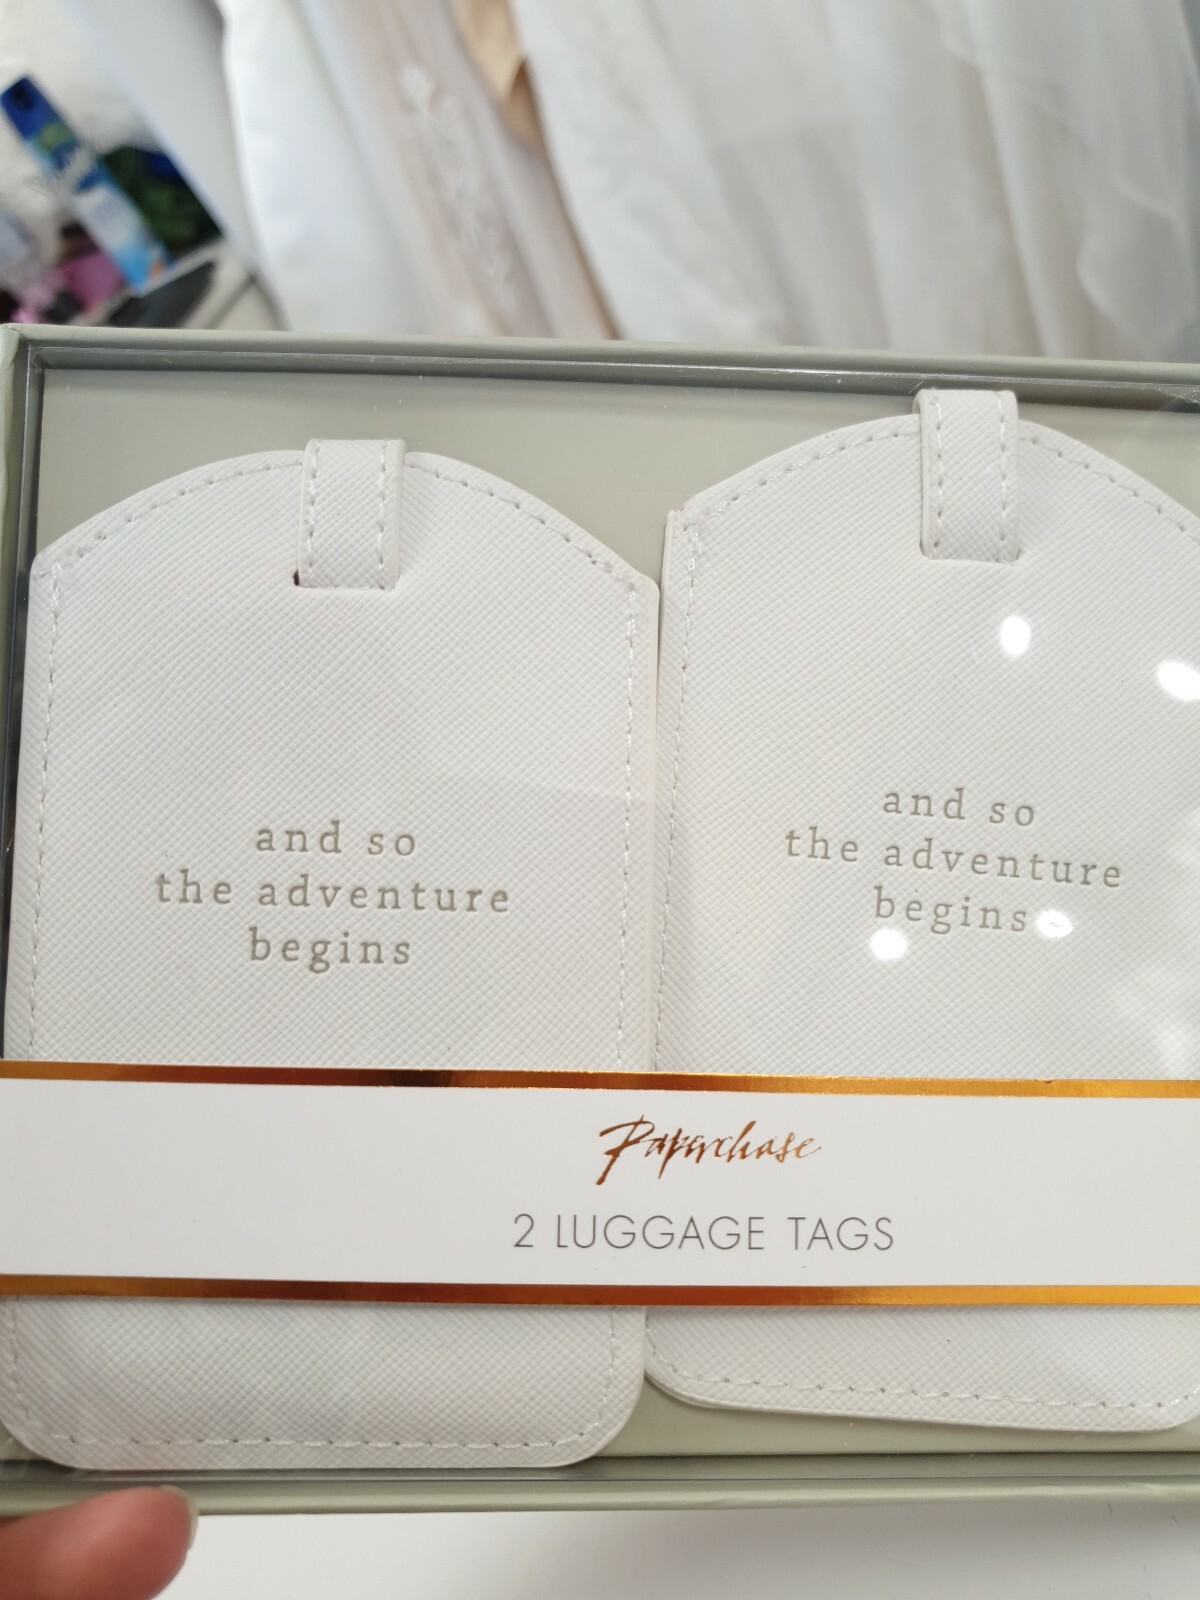 and so
the adventure
begins
and so
the adventure
begins
Paperchase
2 LUGGAGE TAGS